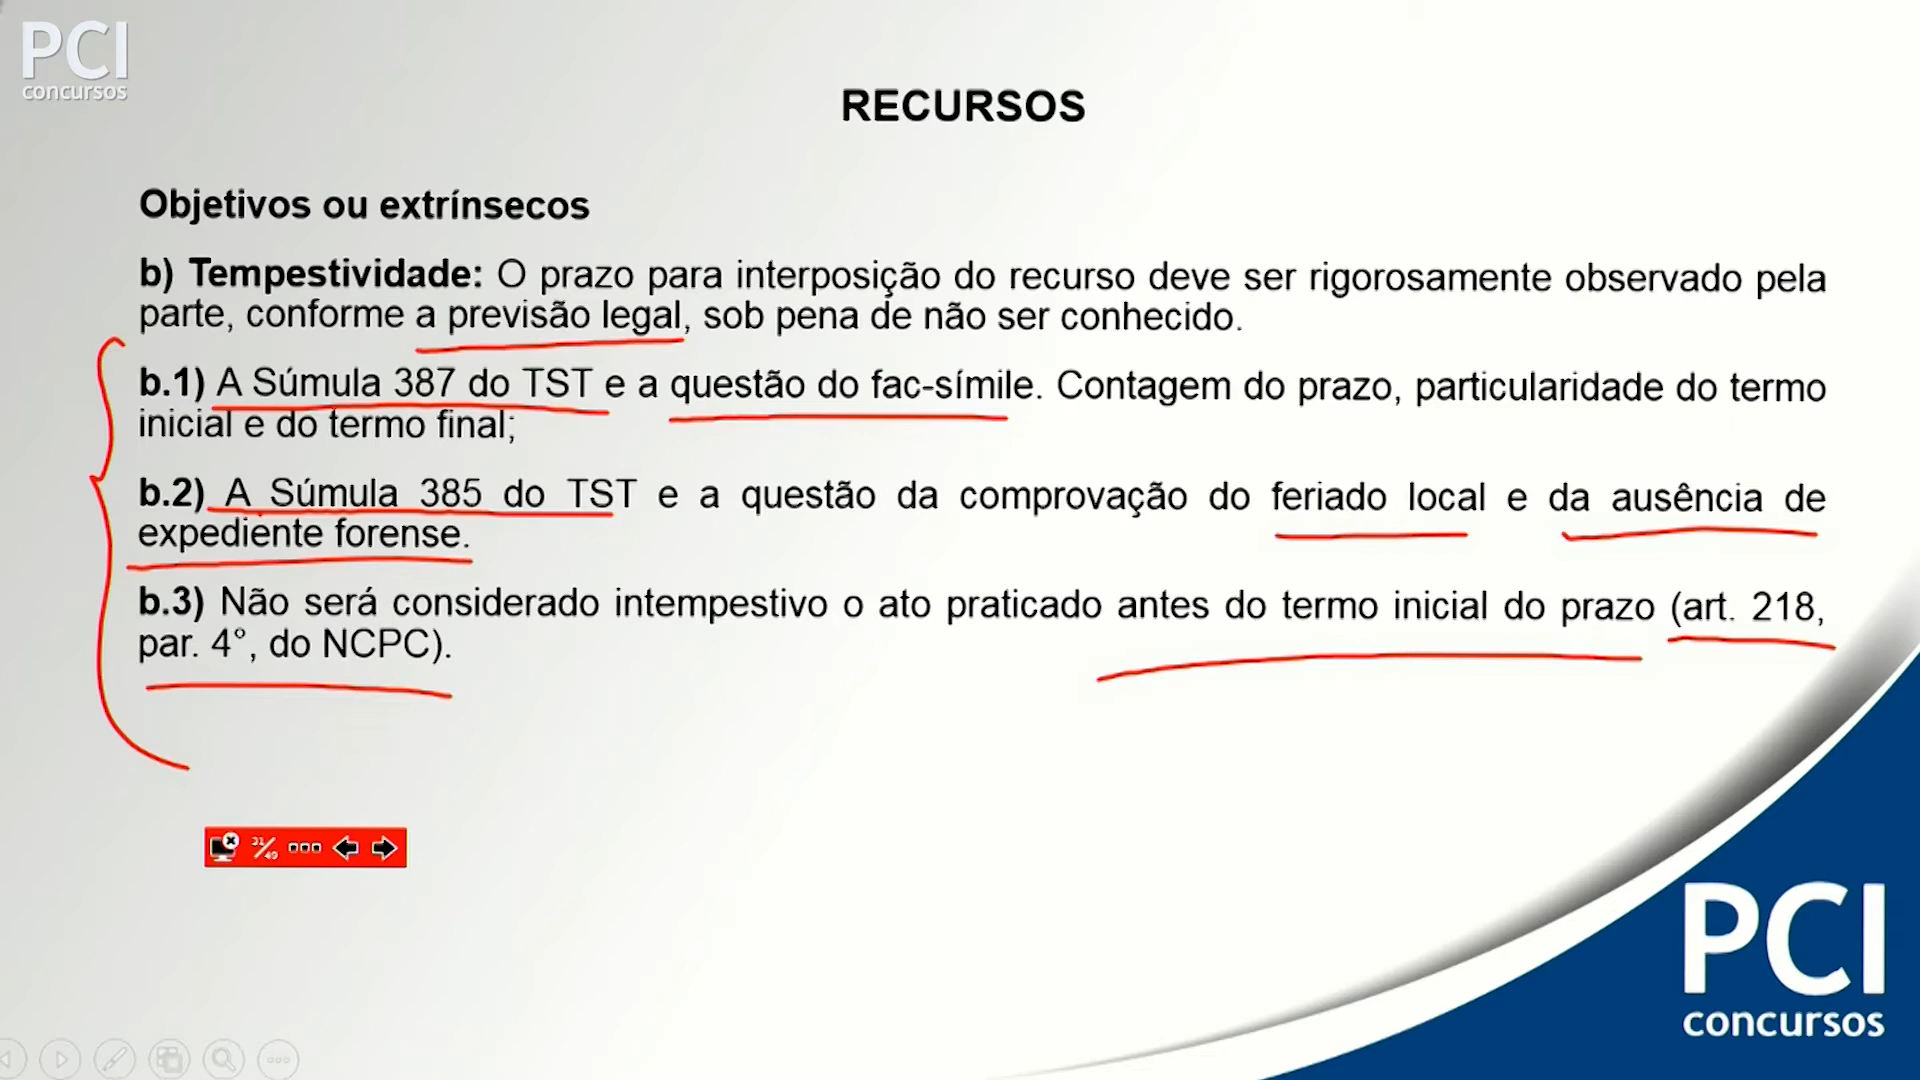 PCI
concursos
RECURSOS
Objetivos ou extrínsecos
b) Tempestividade: O prazo para interposição do recurso deve ser rigorosamente observado pela
parte, conforme a previsão legal, sob pena de não ser conhecido.
b.1) A Súmula 387 do TST e a questão do fac-símile. Contagem do prazo, particularidade do termo
inicial e do termo final;
b.2) A Súmula 385 do TST e a questão da comprovação do feriado local e da ausência de
expediente forense.
b.3) Não será considerado intempestivo o ato praticado antes do termo inicial do prazo (art. 218,
par. 4°, do NCPC).
31/49
PCI
concursos